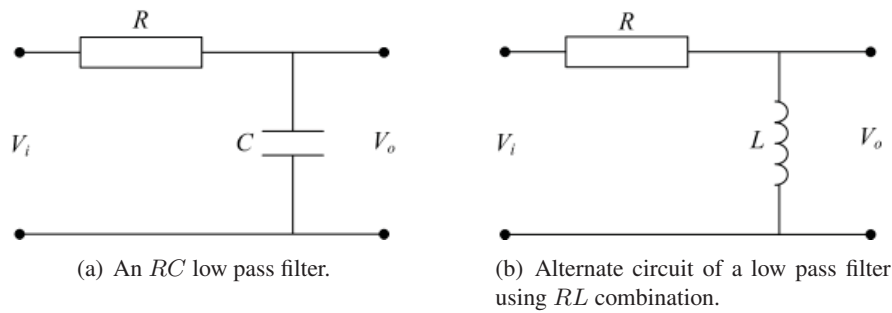 R
C
V_i
V_o
(a) An RC low pass filter.
R
L
V_i
V_o
(b) Alternate circuit of a low pass filter
using RL combination.